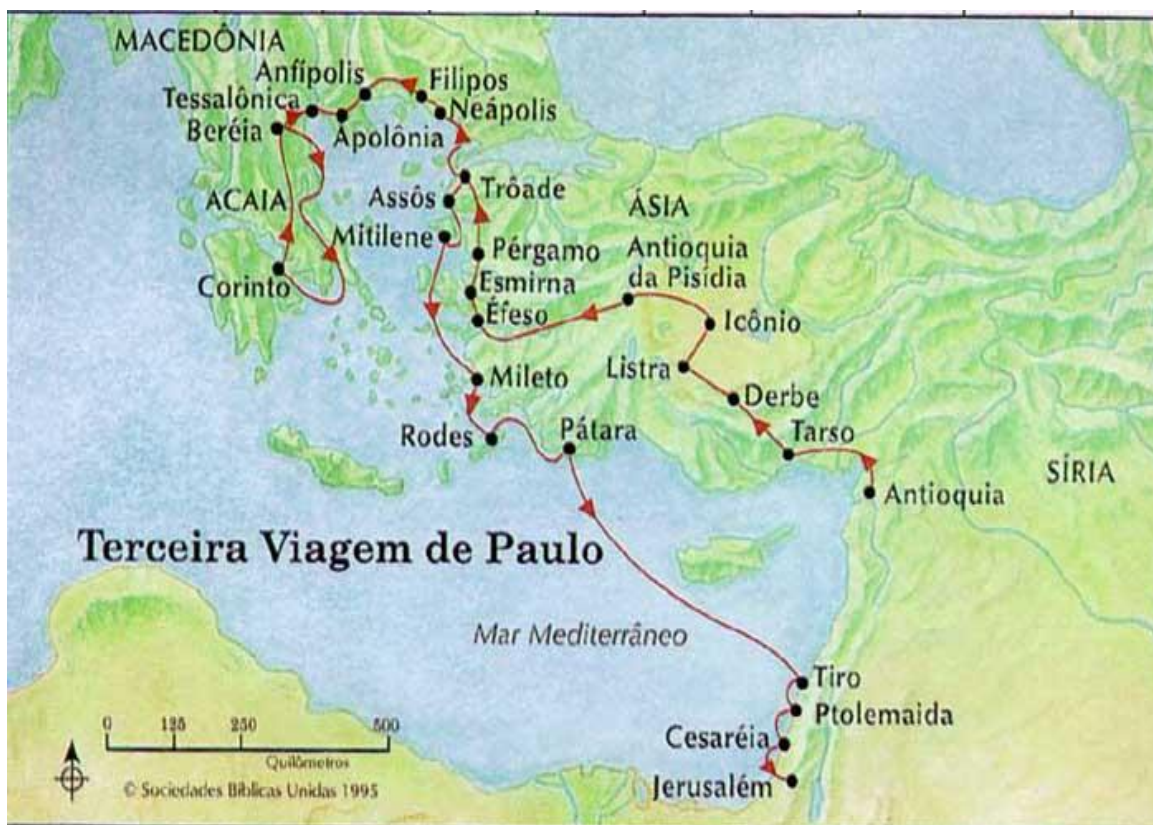 MACEDÔNIA
Anfípolis
Filipos
Tessalônica
Neápolis
Beréia
Apolônia
Trôade
Assôs
ÁSIA
ACAIA
Mitilene
Antioquia
da Pisídia
Pérgamo
Corinto
Esmirna
Éfeso
Icônio
Listra
Mileto
Derbe
Rodes
Pátara
Tarso
SÍRIA
Antioquia
Terceira Viagem de Paulo
Mar Mediterrâneo
Tiro
Ptolemaida
0 125 250 500
Quilômetros
Cesaréia
Jerusalém
© Sociedades Bíblicas Unidas 1995